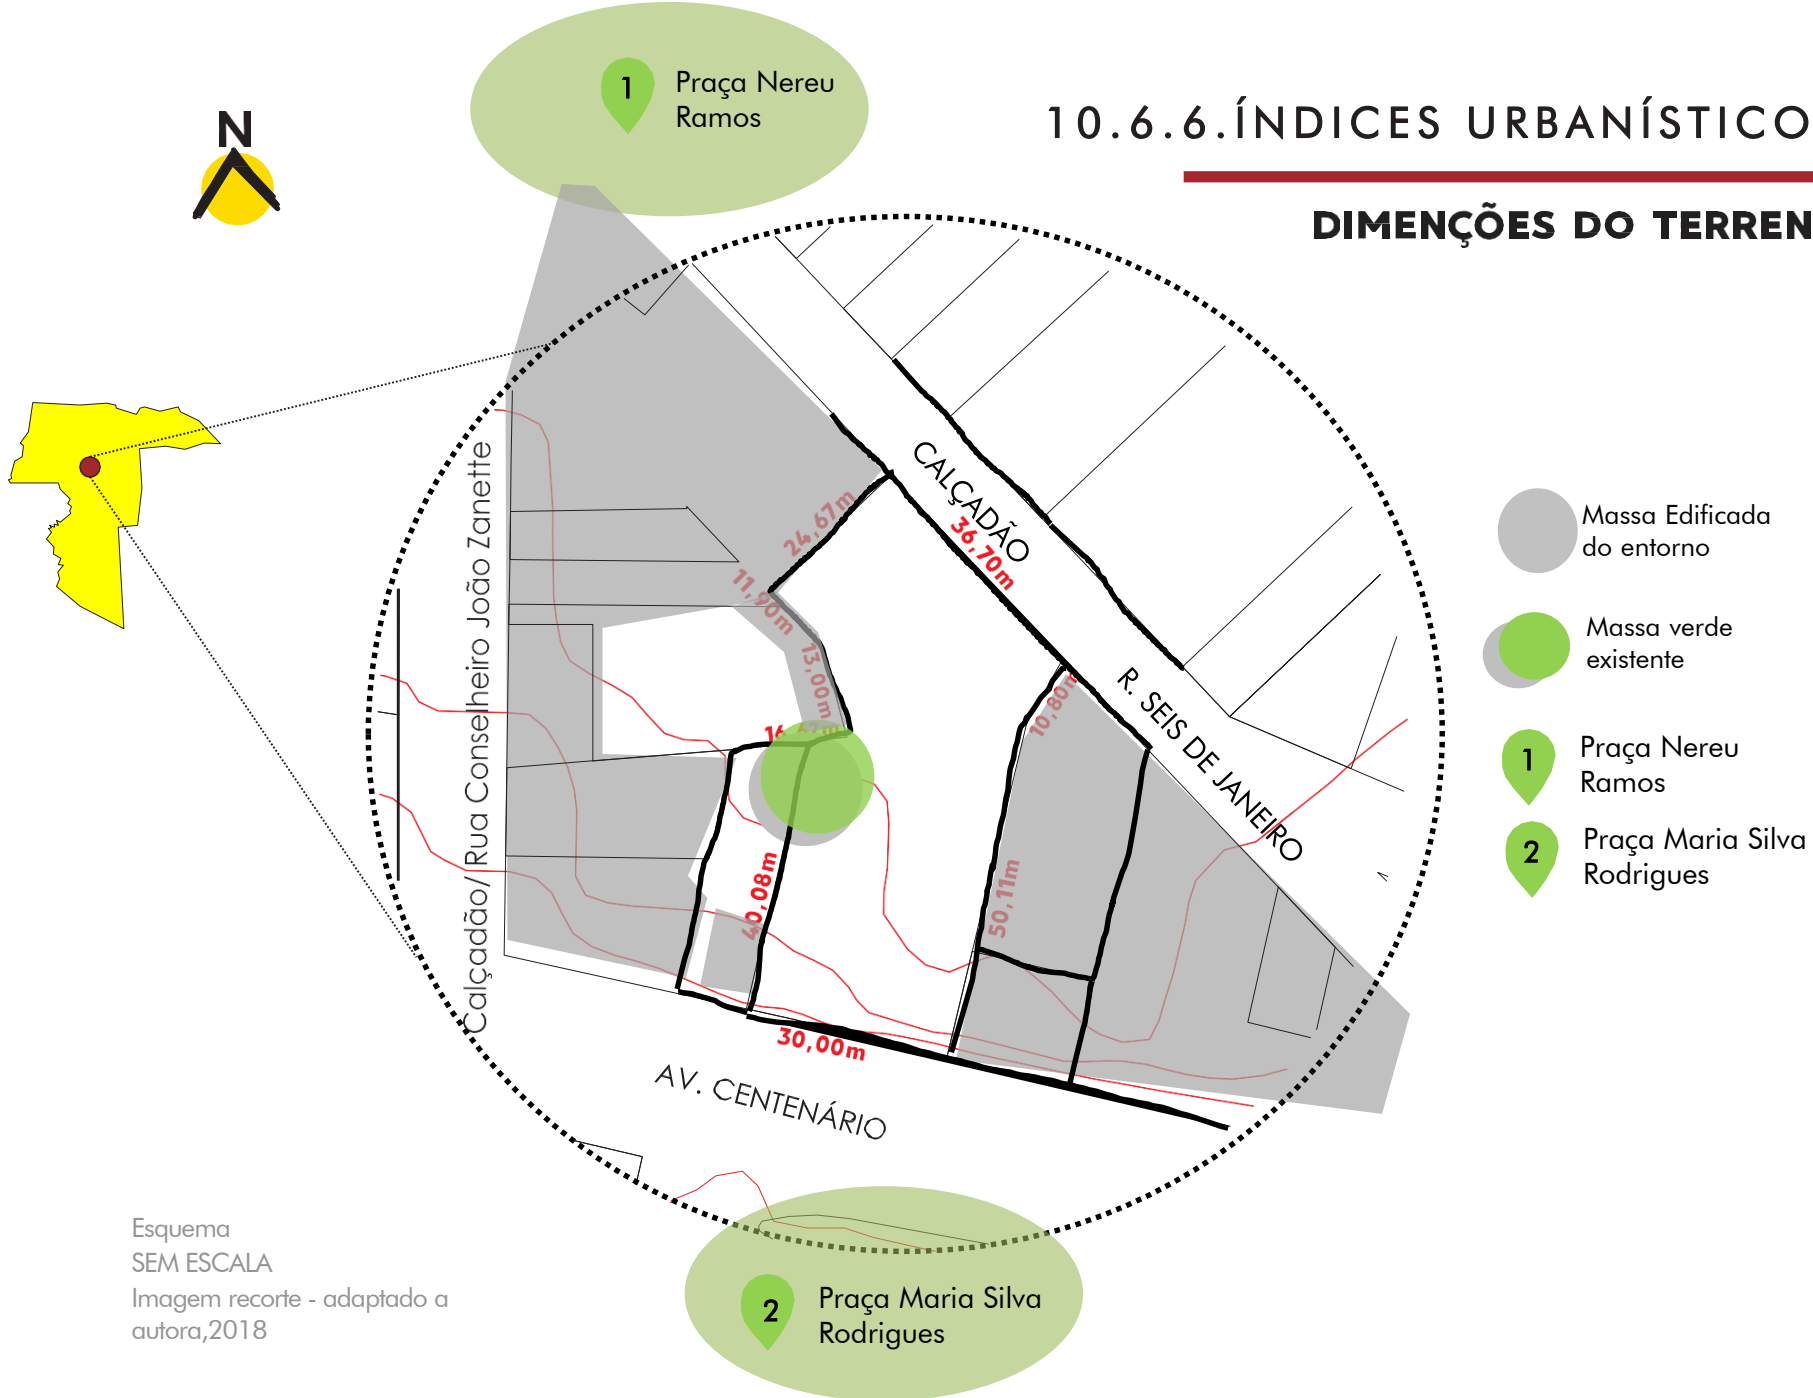 1
Praça Nereu
Ramos
N
10.6.6.ÍNDICES URBANÍSTICO
DIMENÇÕES DO TERREN
Calçadão/ Rua Conselheiro João Zanette
CALÇADÃO
R. SEIS DE JANEIRO
AV. CENTENÁRIO
24,67m
36,70m
11,90m
13,00m
10,80m
50,11m
40,08m
30,00m
Massa Edificada
do entorno
Massa verde
existente
1
Praça Nereu
Ramos
2
Praça Maria Silva
Rodrigues
Esquema
SEM ESCALA
Imagem recorte - adaptado a
autora,2018
2
Praça Maria Silva
Rodrigues